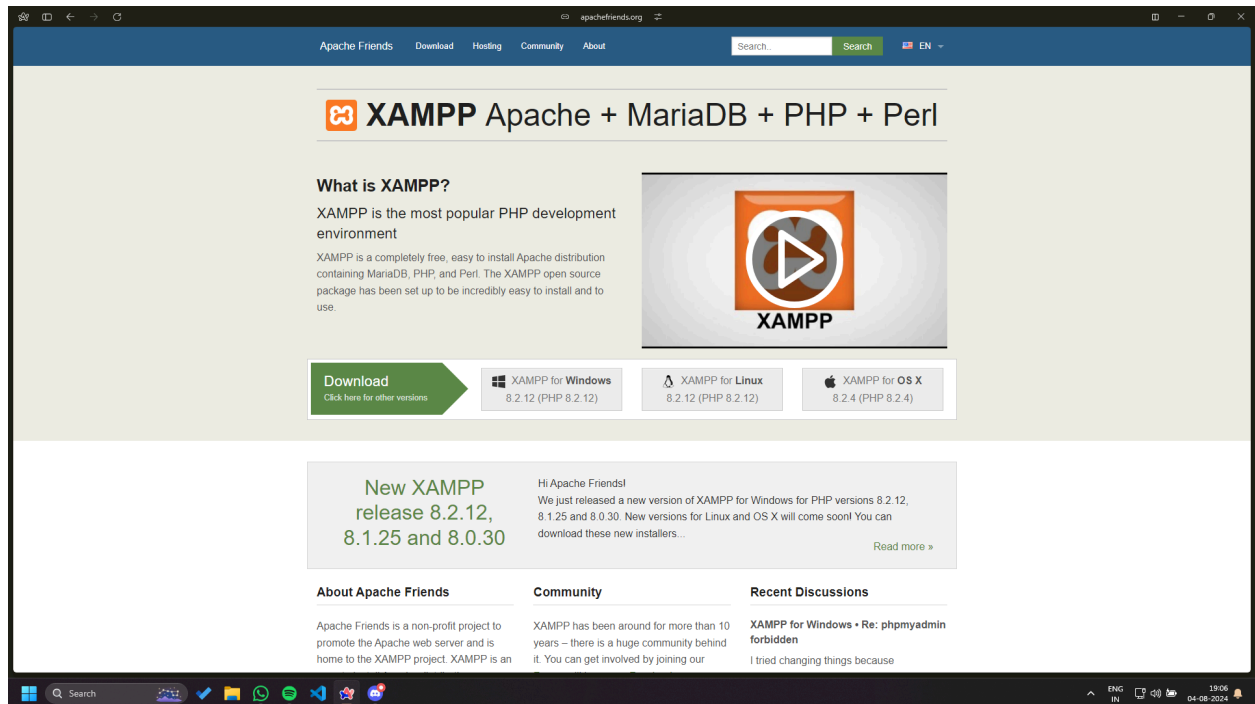 apachefriends.org
Apache Friends Download Hosting Community About Search.. Search EN
XAMPP Apache + MariaDB + PHP + Perl
What is XAMPP?
XAMPP is the most popular PHP development
environment
XAMPP is a completely free, easy to install Apache distribution
containing MariaDB, PHP, and Perl. The XAMPP open source
package has been set up to be incredibly easy to install and to
use.
XAMPP
Download
Click here for other versions
XAMPP for Windows
8.2.12 (PHP 8.2.12)
XAMPP for Linux
8.2.12 (PHP 8.2.12)
XAMPP for OS X
8.2.4 (PHP 8.2.4)
New XAMPP
release 8.2.12,
8.1.25 and 8.0.30
Hi Apache Friends!
We just released a new version of XAMPP for Windows for PHP versions 8.2.12,
8.1.25 and 8.0.30. New versions for Linux and OS X will come soon! You can
download these new installers...
Read more »
About Apache Friends
Apache Friends is a non-profit project to
promote the Apache web server and is
home to the XAMPP project. XAMPP is an
Community
XAMPP has been around for more than 10
years – there is a huge community behind
it. You can get involved by joining our
Recent Discussions
XAMPP for Windows • Re: phpmyadmin
forbidden
I tried changing things because
Search
ENG
IN
19:06
04-08-2024